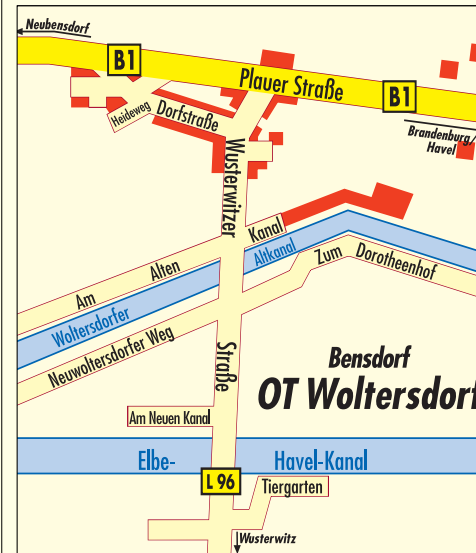 Neubensdorf
B1
Plauer Straße
B1
Heideweg
Dorfstraße
Brandenburg/
Havel
Wusterwitzer
Straße
Am Alten Kanal
Woltersdorfer Altkanal
Zum Dorotheenhof
Neuwoltersdorfer Weg
Bensdorf
OT Woltersdorf
Am Neuen Kanal
Elbe-Havel-Kanal
L 96
Tiergarten
Wusterwitz